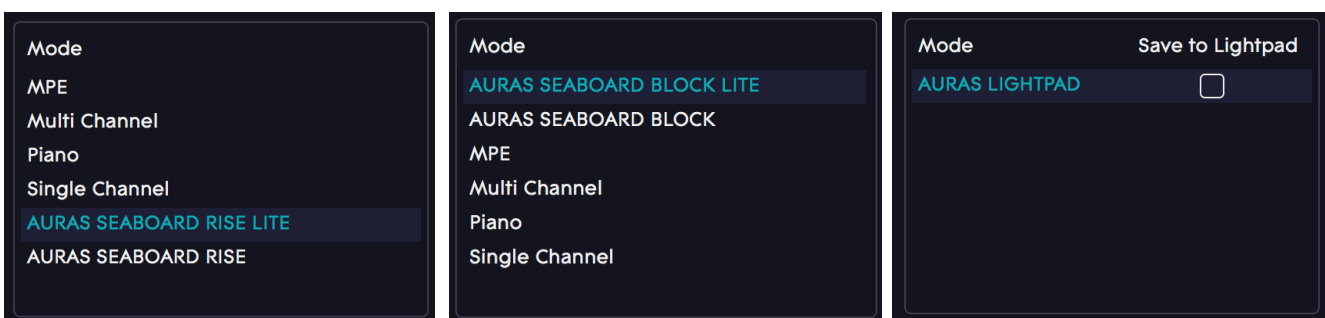 Mode
MPE
Multi Channel
Piano
Single Channel
AURAS SEABOARD RISE LITE
AURAS SEABOARD RISE
Mode
AURAS SEABOARD BLOCK LITE
AURAS SEABOARD BLOCK
MPE
Multi Channel
Piano
Single Channel
Mode Save to Lightpad
AURAS LIGHTPAD